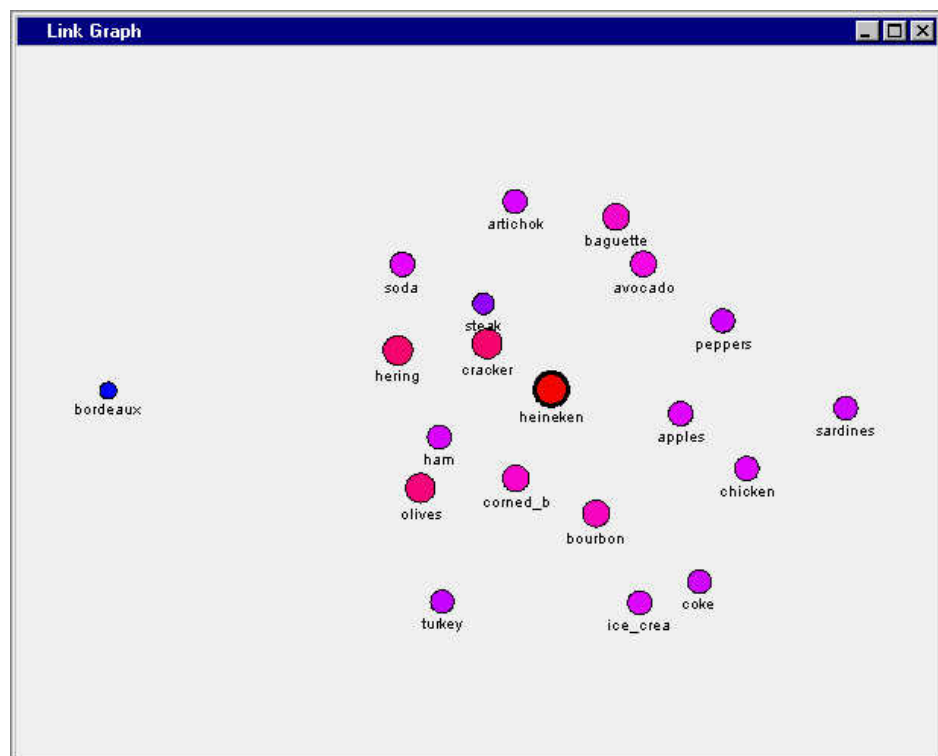 Link Graph
artichok
baguette
soda
avocado
steak
peppers
hering
cracker
bordeaux
heineken
apples
sardines
ham
chicken
olives
corned_b
bourbon
turkey
ice_crea
coke